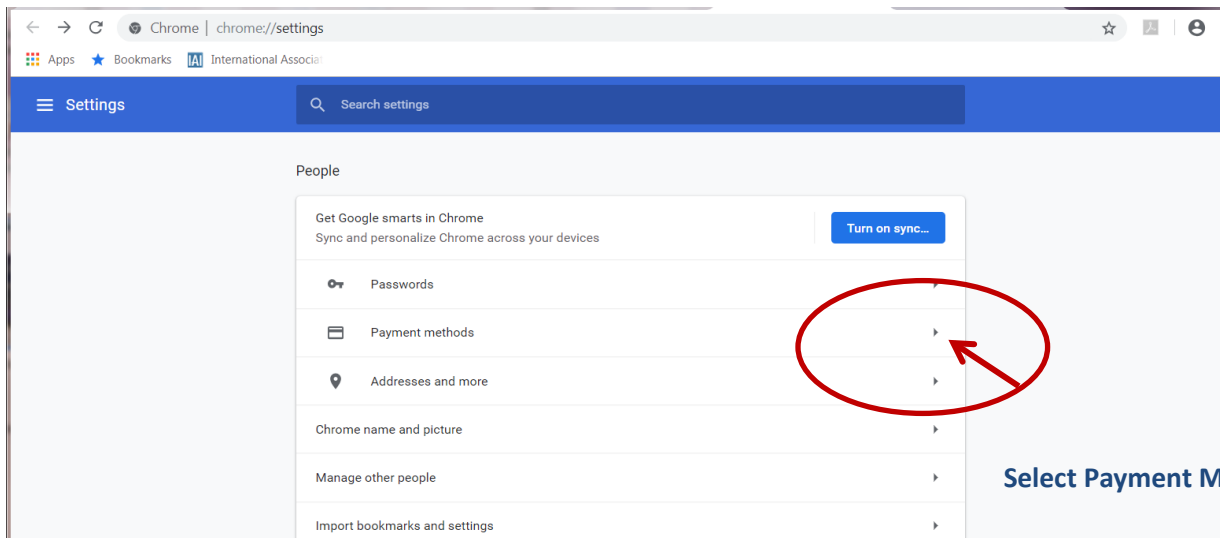 Chrome | chrome://settings
Apps Bookmarks International Associat
Settings Search settings
People
Get Google smarts in Chrome
Sync and personalize Chrome across your devices
Turn on sync...
Passwords
Payment methods
Addresses and more
Chrome name and picture
Manage other people
Select Payment M
Import bookmarks and settings